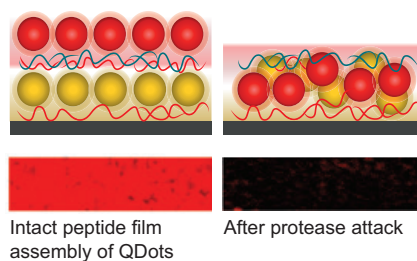 Intact peptide film
assembly of QDots
After protease attack